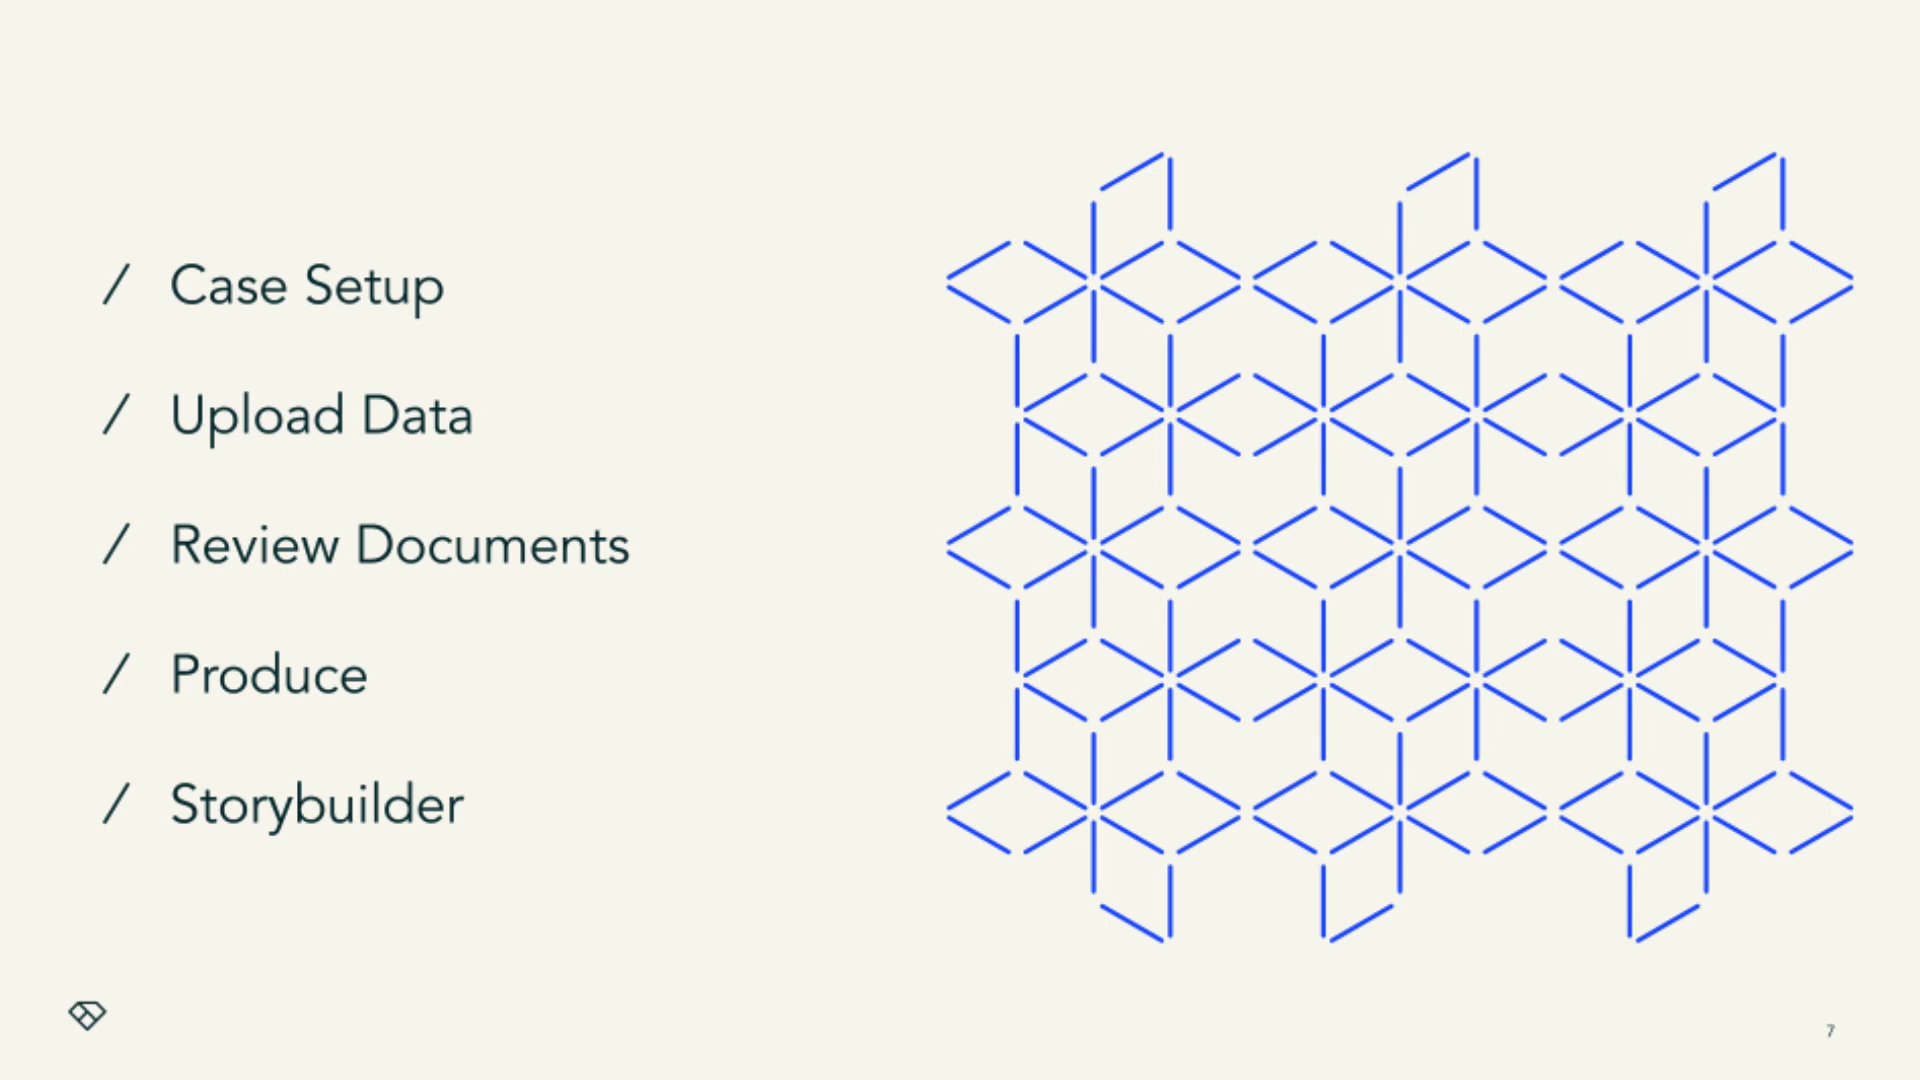 / Case Setup
/ Upload Data
/ Review Documents
/ Produce
/ Storybuilder
7